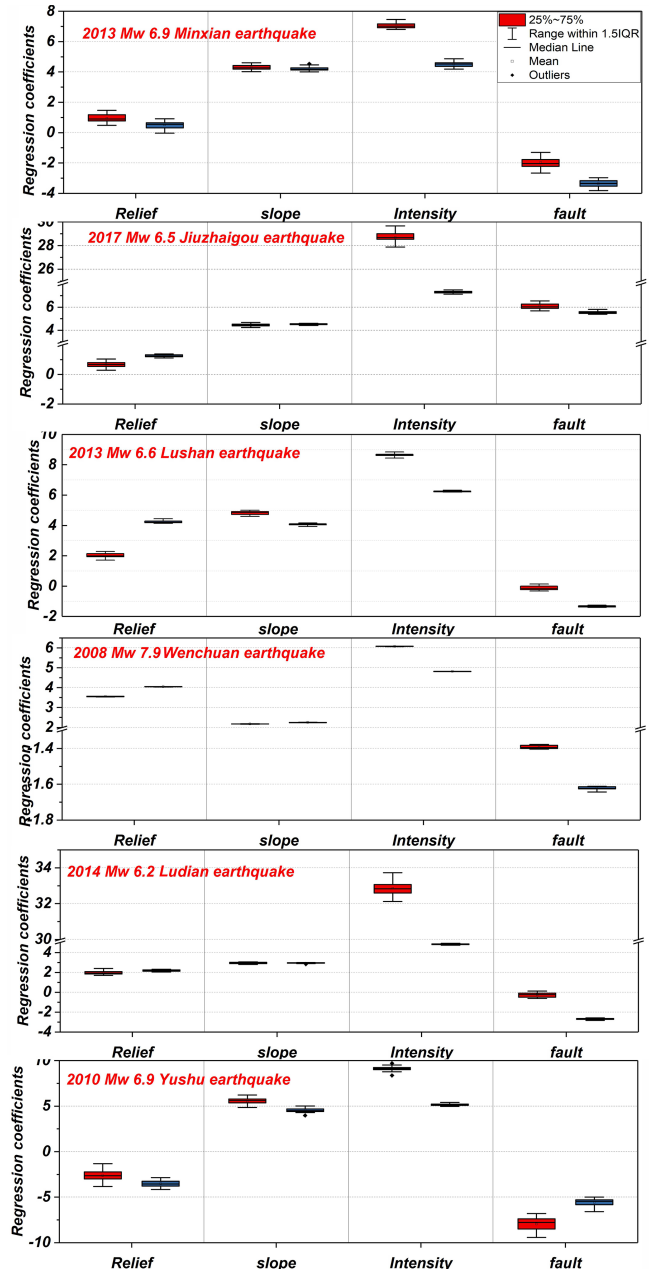 2013 Mw 6.9 Minxian earthquake
25%~75%
Range within 1.5IQR
Median Line
Mean
Outliers
Regression coefficients
8
6
4
2
0
-2
-4
Relief slope Intensity fault
2017 Mw 6.5 Jiuzhaigou earthquake
Regression coefficients
30
28
26
6
4
0
-2
Relief slope Intensity fault
2013 Mw 6.6 Lushan earthquake
Regression coefficients
10
8
6
4
2
0
-2
Relief slope Intensity fault
2008 Mw 7.9 Wenchuan earthquake
Regression coefficients
6
5
4
3
2
-1.4
-1.6
-1.8
Relief slope Intensity fault
2014 Mw 6.2 Ludian earthquake
Regression coefficients
33
32
30
4
2
0
-2
-4
Relief slope Intensity fault
2010 Mw 6.9 Yushu earthquake
Regression coefficients
10
5
0
-5
-10
Relief slope Intensity fault